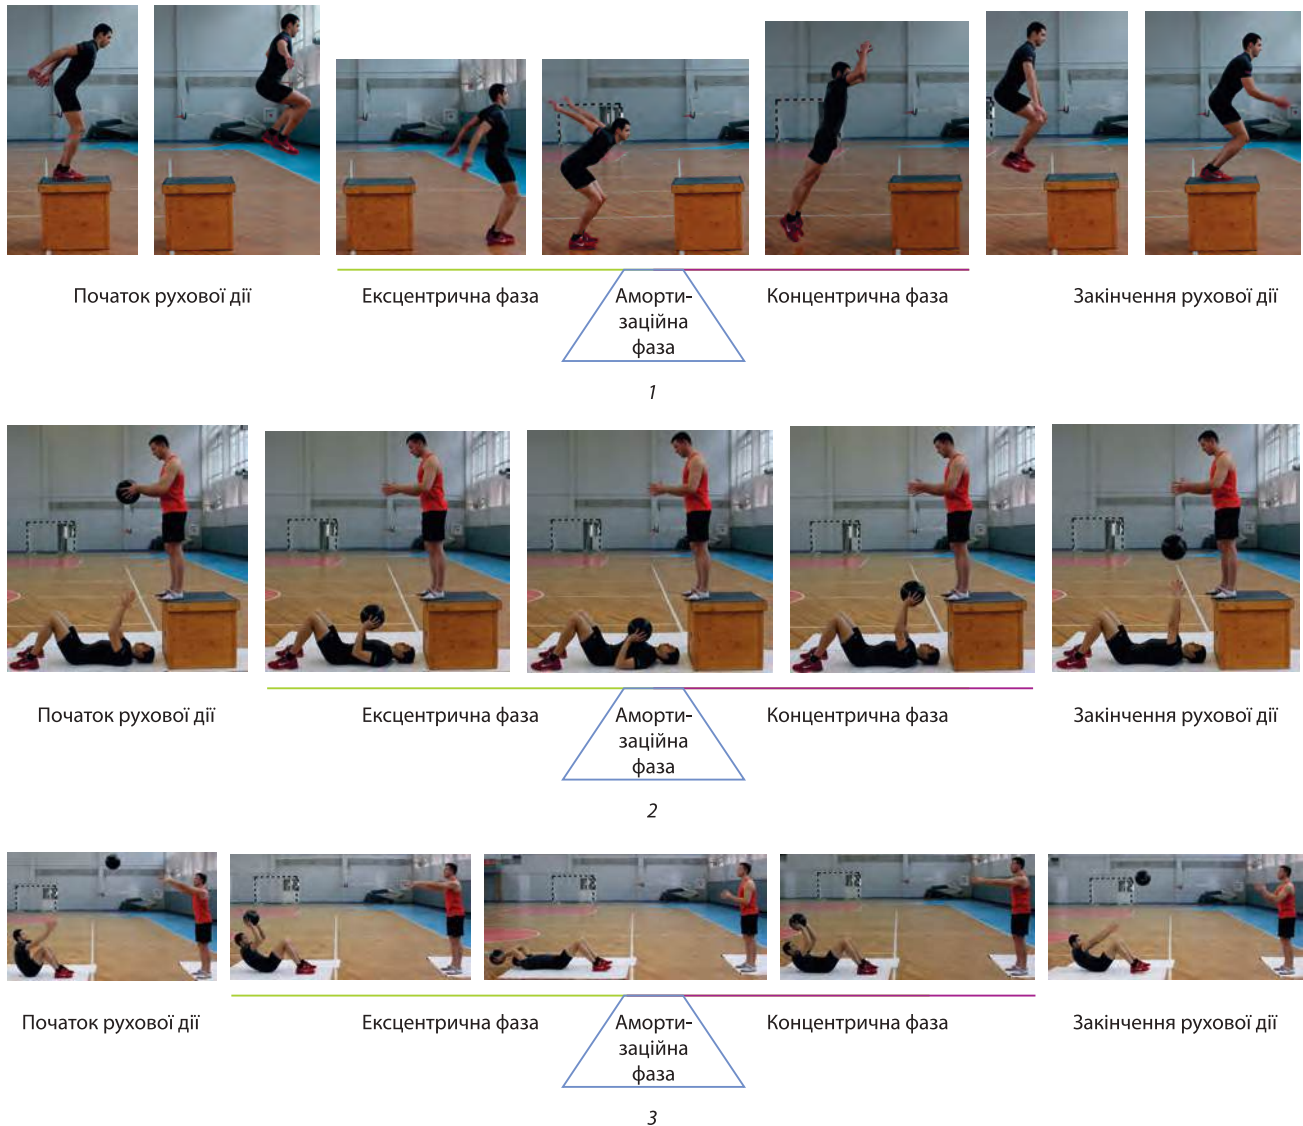 Початок рухової дії
Ексцентрична фаза
Аморти-
заційна
фаза
Концентрична фаза
Закінчення рухової дії
1
Початок рухової дії
Ексцентрична фаза
Аморти-
заційна
фаза
Концентрична фаза
Закінчення рухової дії
2
Початок рухової дії
Ексцентрична фаза
Аморти-
заційна
фаза
Концентрична фаза
Закінчення рухової дії
3